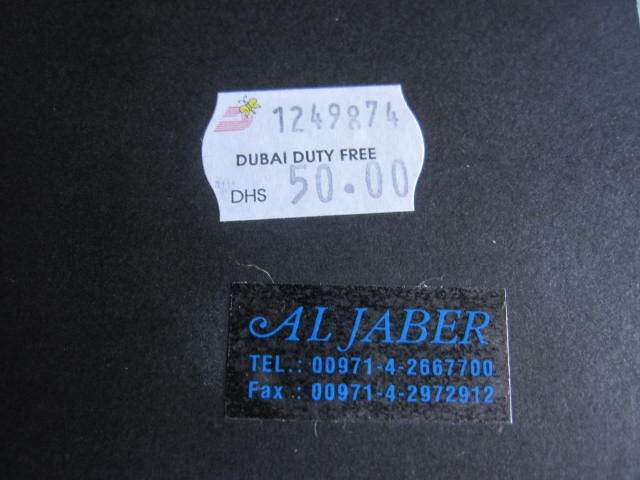 1249874
DUBAI DUTY FREE
DHS 50.00
AL JABER
TEL.: 00971-4-2667700
Fax .: 00971-4-2972912